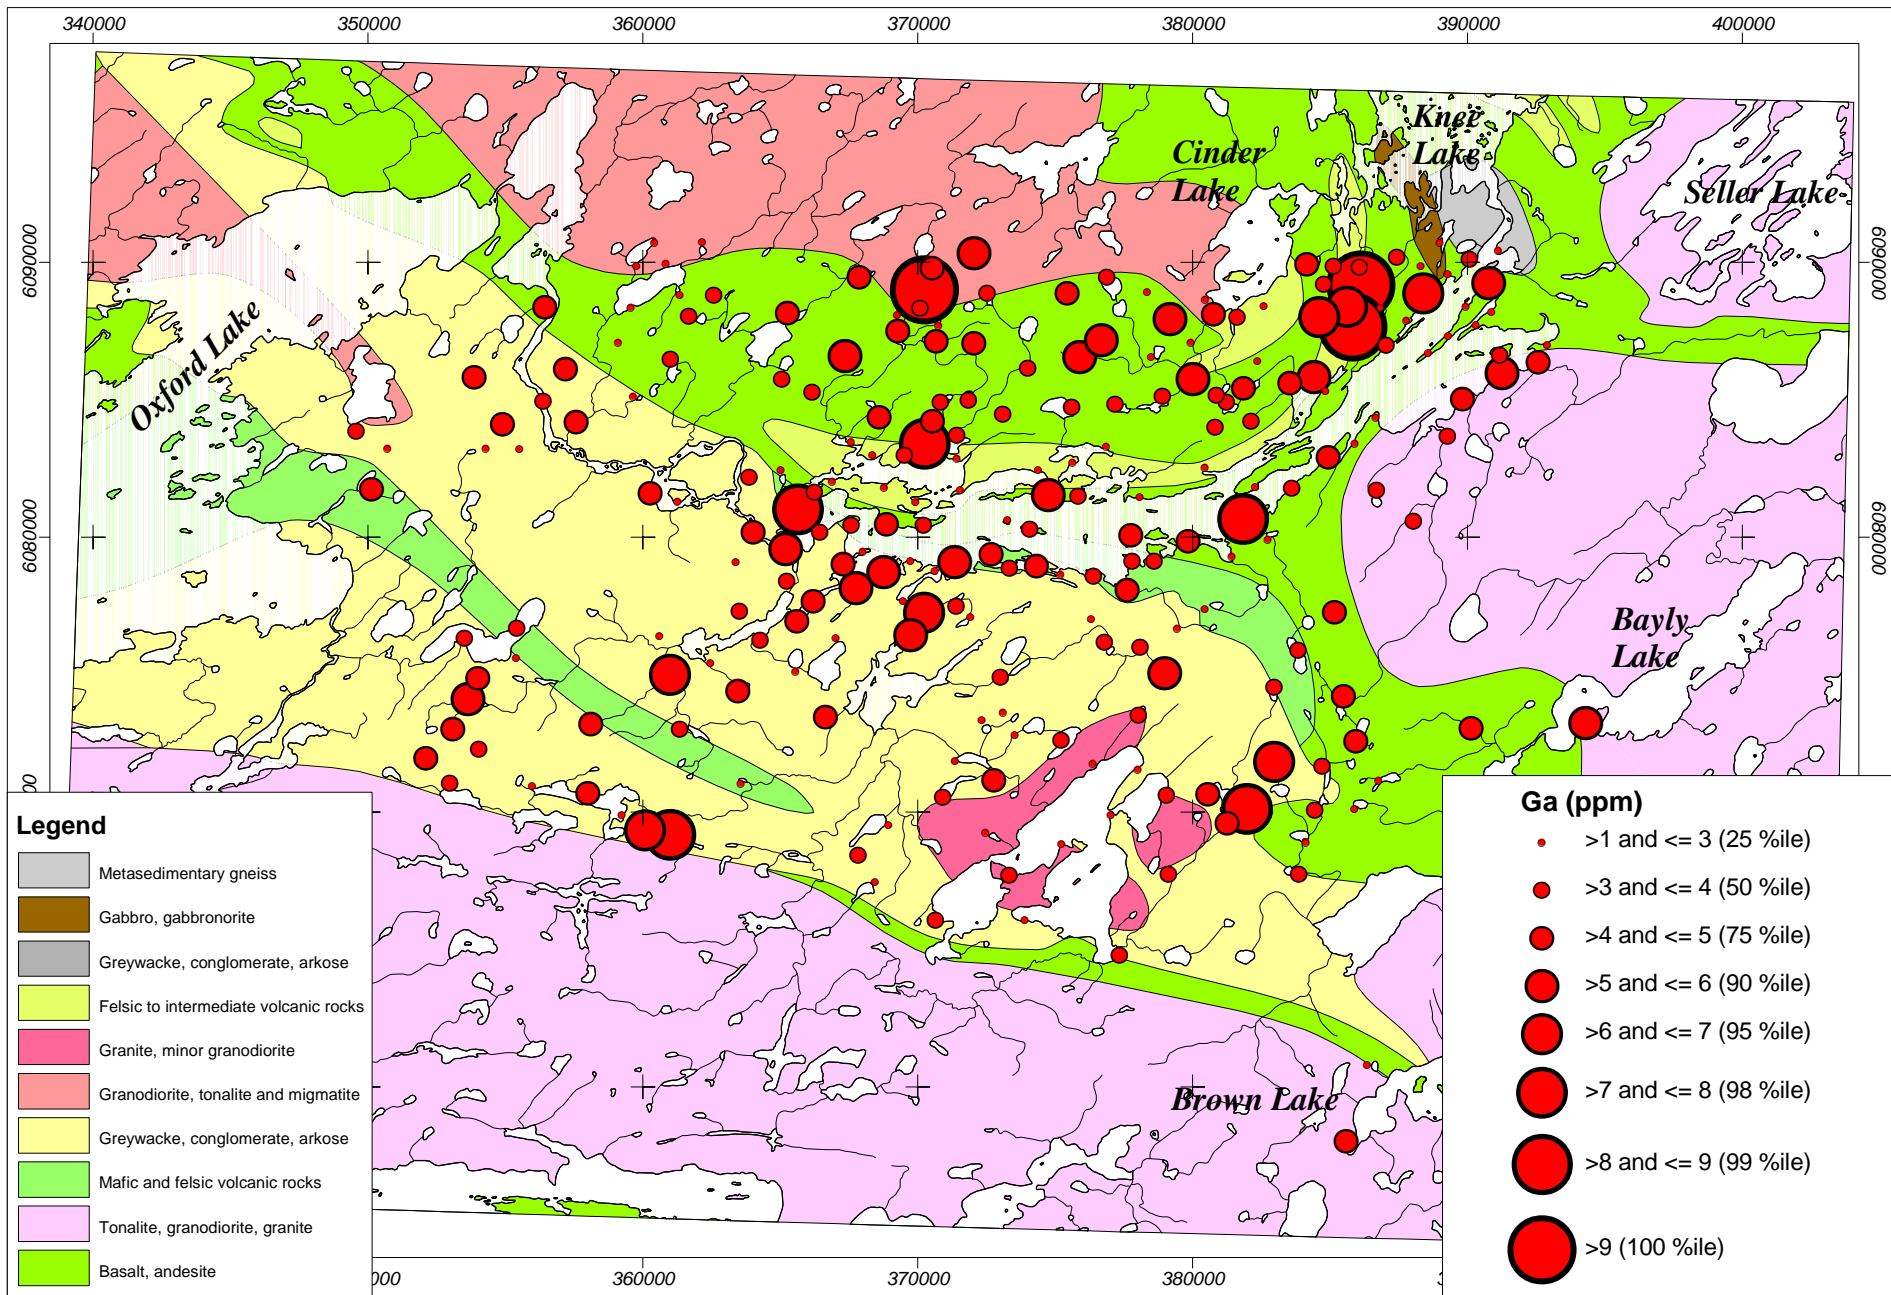 340000
350000
360000
370000
380000
390000
400000
6090000
6090000
Knee
Lake
Cinder
Lake
Seller Lake
Oxford Lake
6080000
6080000
Bayly
Lake
00
Legend
Metasedimentary gneiss
Gabbro, gabbronorite
Greywacke, conglomerate, arkose
Felsic to intermediate volcanic rocks
Granite, minor granodiorite
Granodiorite, tonalite and migmatite
Greywacke, conglomerate, arkose
Mafic and felsic volcanic rocks
Tonalite, granodiorite, granite
Basalt, andesite
Brown Lake
Ga (ppm)
>1 and <= 3 (25 %ile)
>3 and <= 4 (50 %ile)
>4 and <= 5 (75 %ile)
>5 and <= 6 (90 %ile)
>6 and <= 7 (95 %ile)
>7 and <= 8 (98 %ile)
>8 and <= 9 (99 %ile)
>9 (100 %ile)
360000
370000
380000